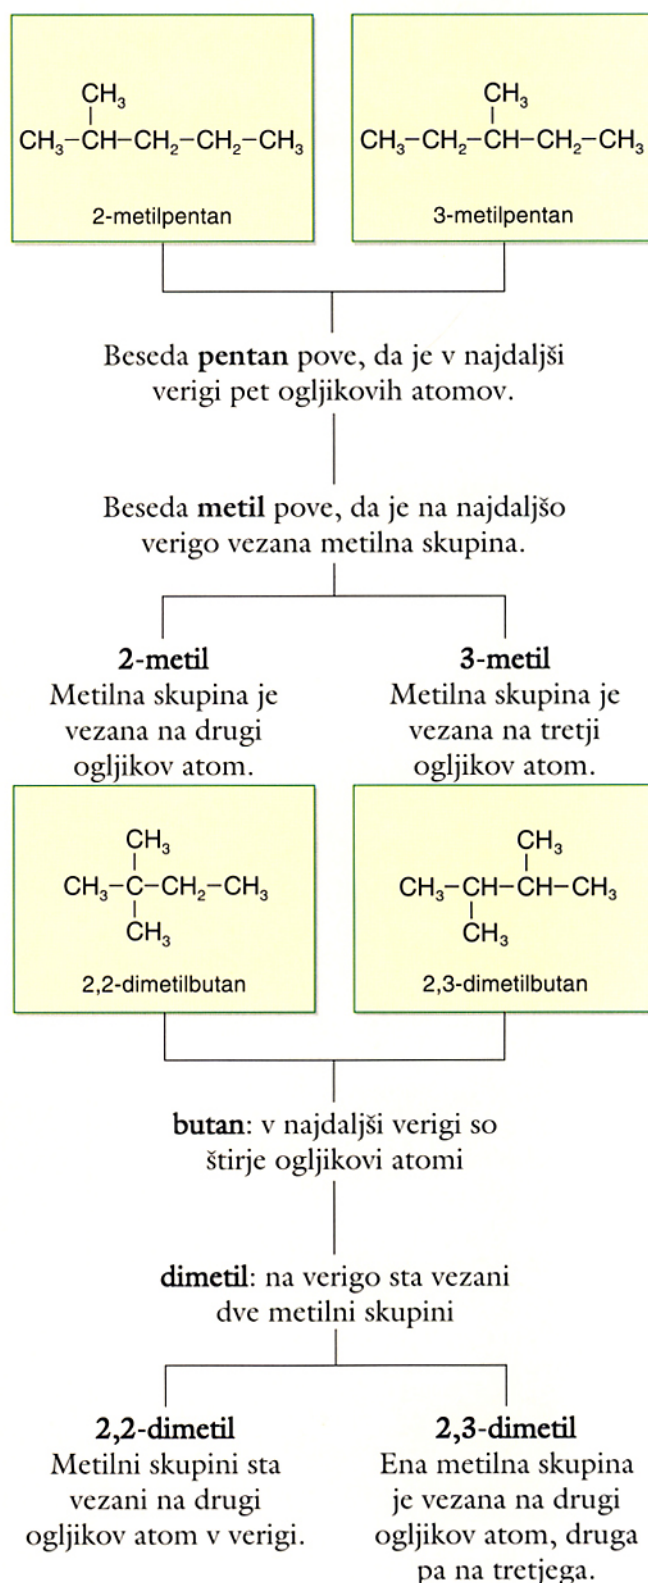 CH₃
CH₃–CH–CH₂–CH₂–CH₃
2-metilpentan
CH₃
CH₃–CH₂–CH–CH₂–CH₃
3-metilpentan
Beseda pentan pove, da je v najdaljši
verigi pet ogljikovih atomov.
Beseda metil pove, da je na najdaljšo
verigo vezana metilna skupina.
2-metil
Metilna skupina je
vezana na drugi
ogljikov atom.
3-metil
Metilna skupina je
vezana na tretji
ogljikov atom.
CH₃
CH₃–C–CH₂–CH₃
CH₃
2,2-dimetilbutan
CH₃
CH₃–CH–CH–CH₃
CH₃
2,3-dimetilbutan
butan: v najdaljši verigi so
štirje ogljikovi atomi
dimetil: na verigo sta vezani
dve metilni skupini
2,2-dimetil
Metilni skupini sta
vezani na drugi
ogljikov atom v verigi.
2,3-dimetil
Ena metilna skupina
je vezana na drugi
ogljikov atom, druga
pa na tretjega.